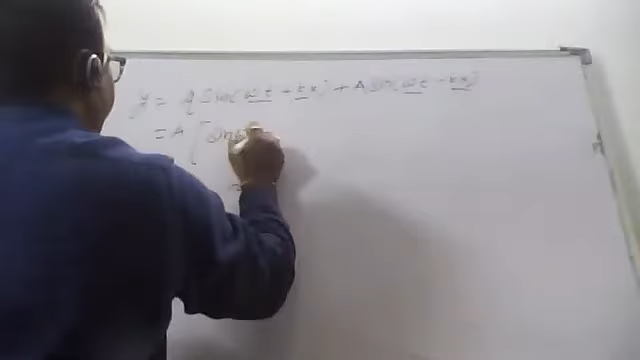 y = A Sin(ωt + kx) + A Sin(ωt - kx)
= A [ Sin ω